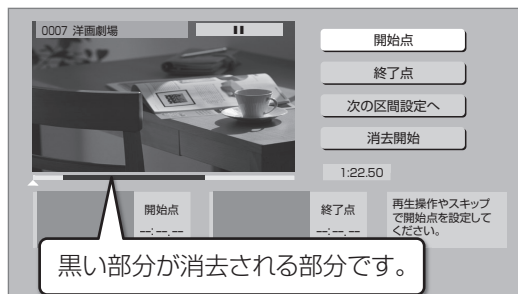 0007 洋画劇場
開始点
終了点
次の区間設定へ
消去開始
1:22.50
開始点
--:--.--
終了点
--:--.--
再生操作やスキップ
で開始点を設定して
ください。
黒い部分が消去される部分です。